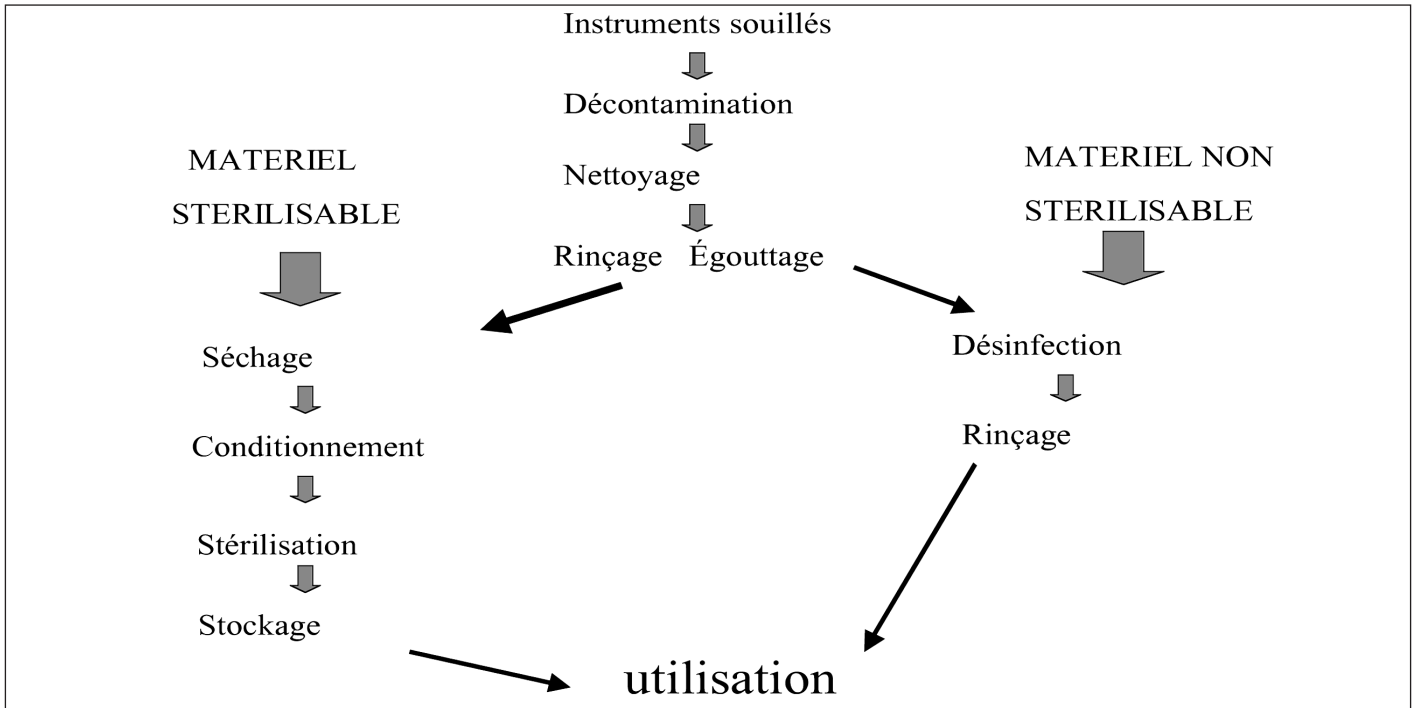 Instruments souillés
Décontamination
Nettoyage
Rinçage Égouttage
MATERIEL
STERILISABLE
Séchage
Conditionnement
Stérilisation
Stockage
MATERIEL NON
STERILISABLE
Désinfection
Rinçage
utilisation